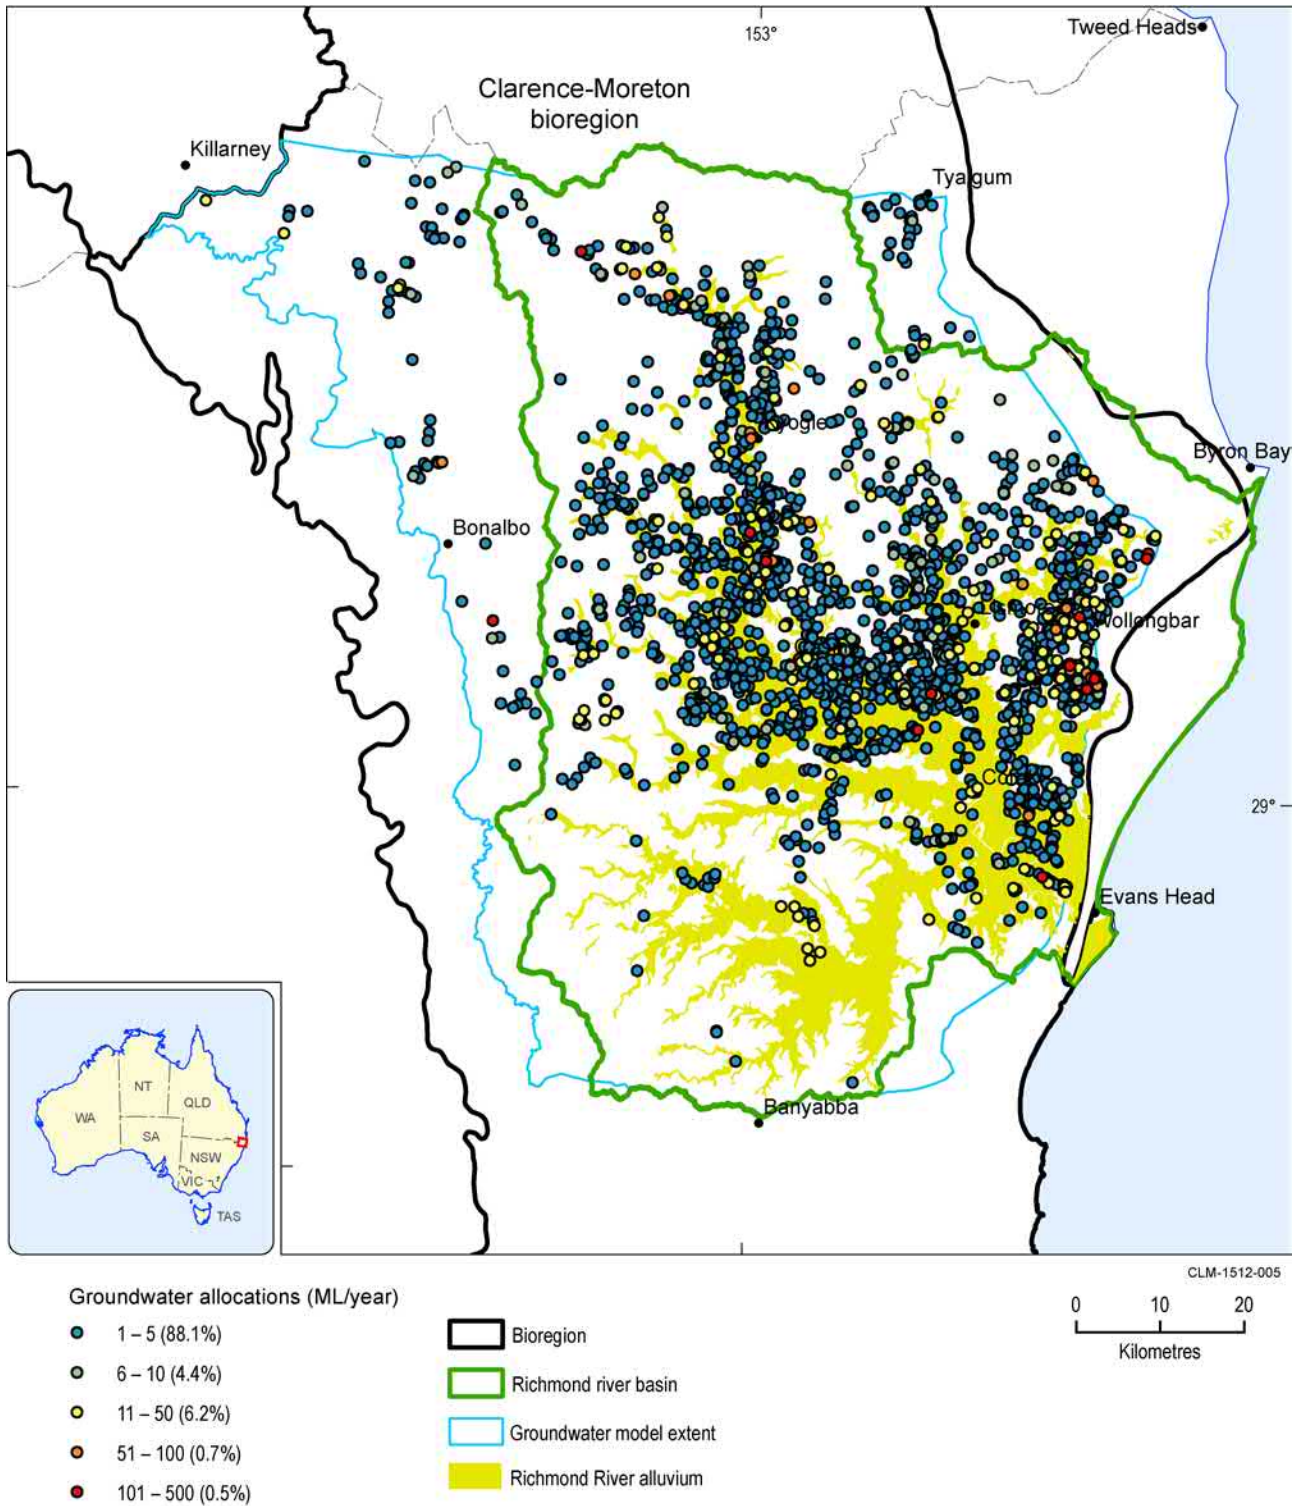 153°
Tweed Heads
Clarence-Moreton
bioregion
Killarney
Tyalgum
Kyogle
Byron Bay
Bonalbo
Wollongbar
29°
Evans Head
Banyabba
NT
QLD
WA
SA
NSW
VIC
TAS
CLM-1512-005
Groundwater allocations (ML/year)
1 – 5 (88.1%)
6 – 10 (4.4%)
11 – 50 (6.2%)
51 – 100 (0.7%)
101 – 500 (0.5%)
Bioregion
Richmond river basin
Groundwater model extent
Richmond River alluvium
0 10 20
Kilometres